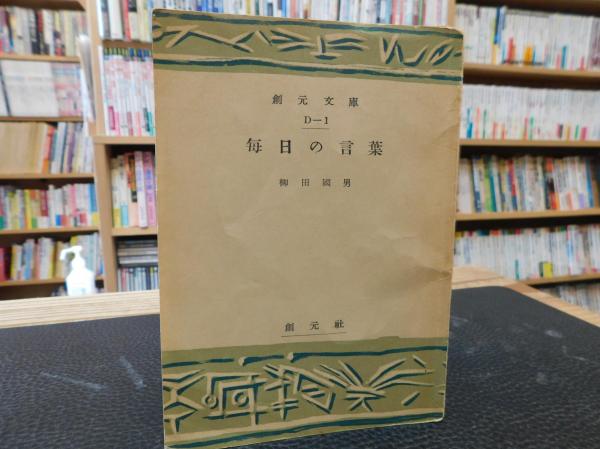 創元文庫
D—1
毎日の言葉
柳田國男
創元社